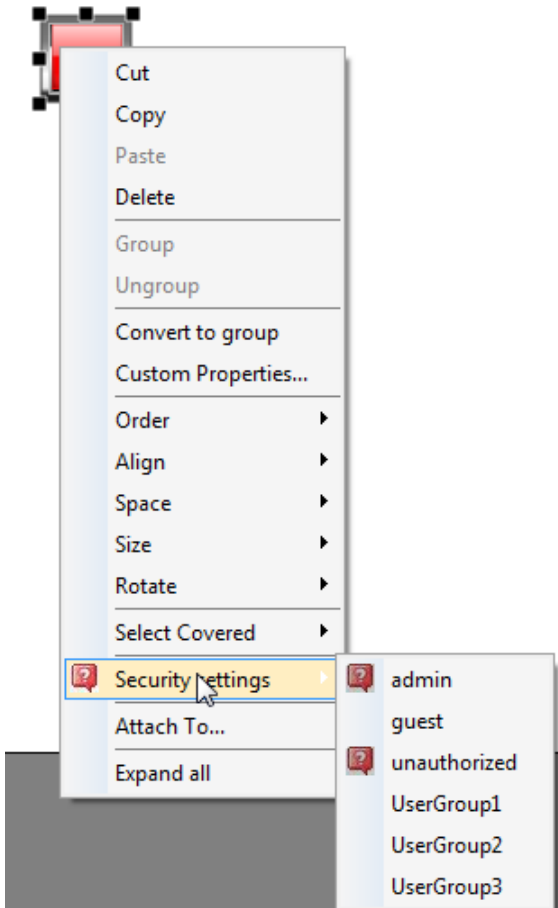 Cut
Copy
Paste
Delete
Group
Ungroup
Convert to group
Custom Properties...
Order
Align
Space
Size
Rotate
Select Covered
Security settings
Attach To...
Expand all
admin
guest
unauthorized
UserGroup1
UserGroup2
UserGroup3